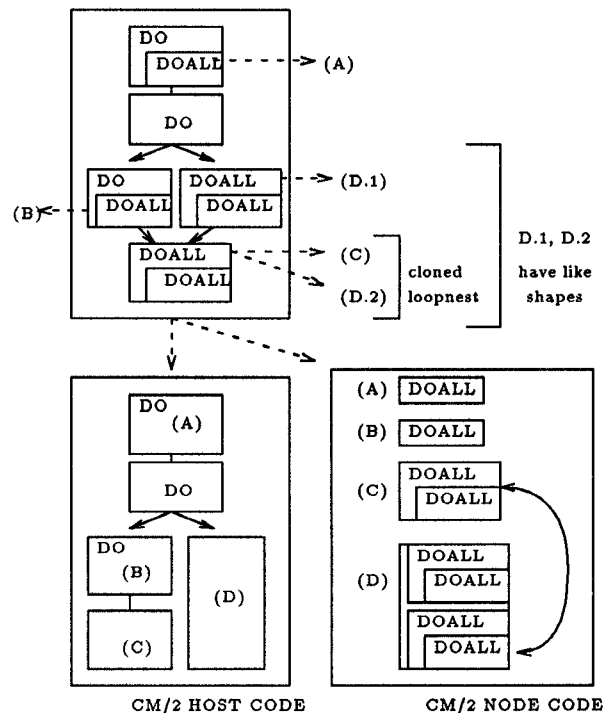 DO
DOALL
(A)
DO
DO
DOALL
(B)
DOALL
DOALL
(D.1)
DOALL
DOALL
(C)
(D.2)
cloned
loopnest
D.1, D.2
have like
shapes
DO
(A)
DO
DO
(B)
(C)
(D)
CM/2 HOST CODE
(A) DOALL
(B) DOALL
(C)
DOALL
DOALL
(D)
DOALL
DOALL
DOALL
DOALL
CM/2 NODE CODE